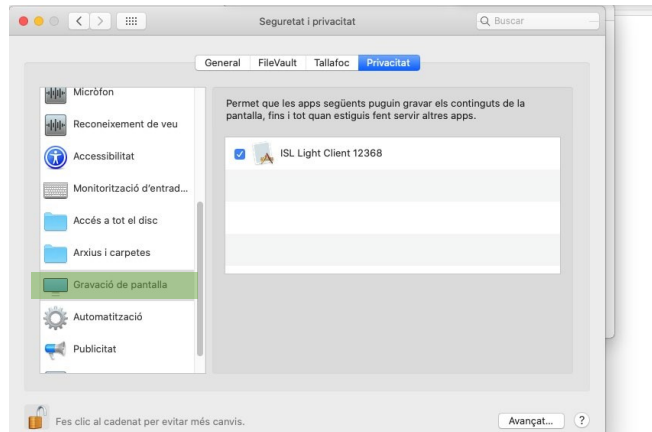 Seguretat i privacitat
Buscar
General FileVault Tallafoc Privacitat
Micròfon
Reconeixement de veu
Accessibilitat
Monitorització d'entrad...
Accés a tot el disc
Arxius i carpetes
Gravació de pantalla
Automatització
Publicitat
Permet que les apps següents puguin gravar els continguts de la
pantalla, fins i tot quan estiguis fent servir altres apps.
ISL Light Client 12368
Fes clic al cadenat per evitar més canvis.
Avançat... ?